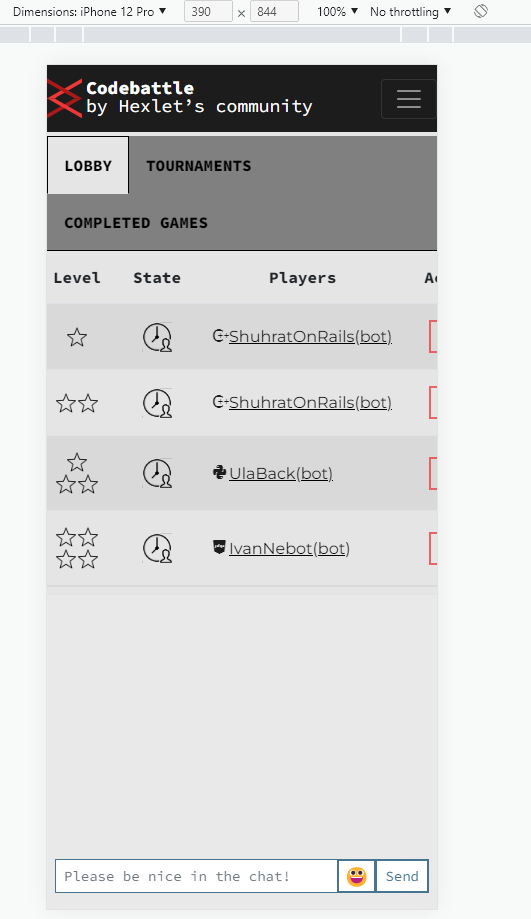 Dimensions: iPhone 12 Pro ▼ 390 × 844 100% ▼ No throttling ▼
Codebattle
by Hexlet’s community
LOBBY TOURNAMENTS
COMPLETED GAMES
Level State Players
ShuhratOnRails(bot)
ShuhratOnRails(bot)
UlaBack(bot)
IvanNebot(bot)
Please be nice in the chat! Send